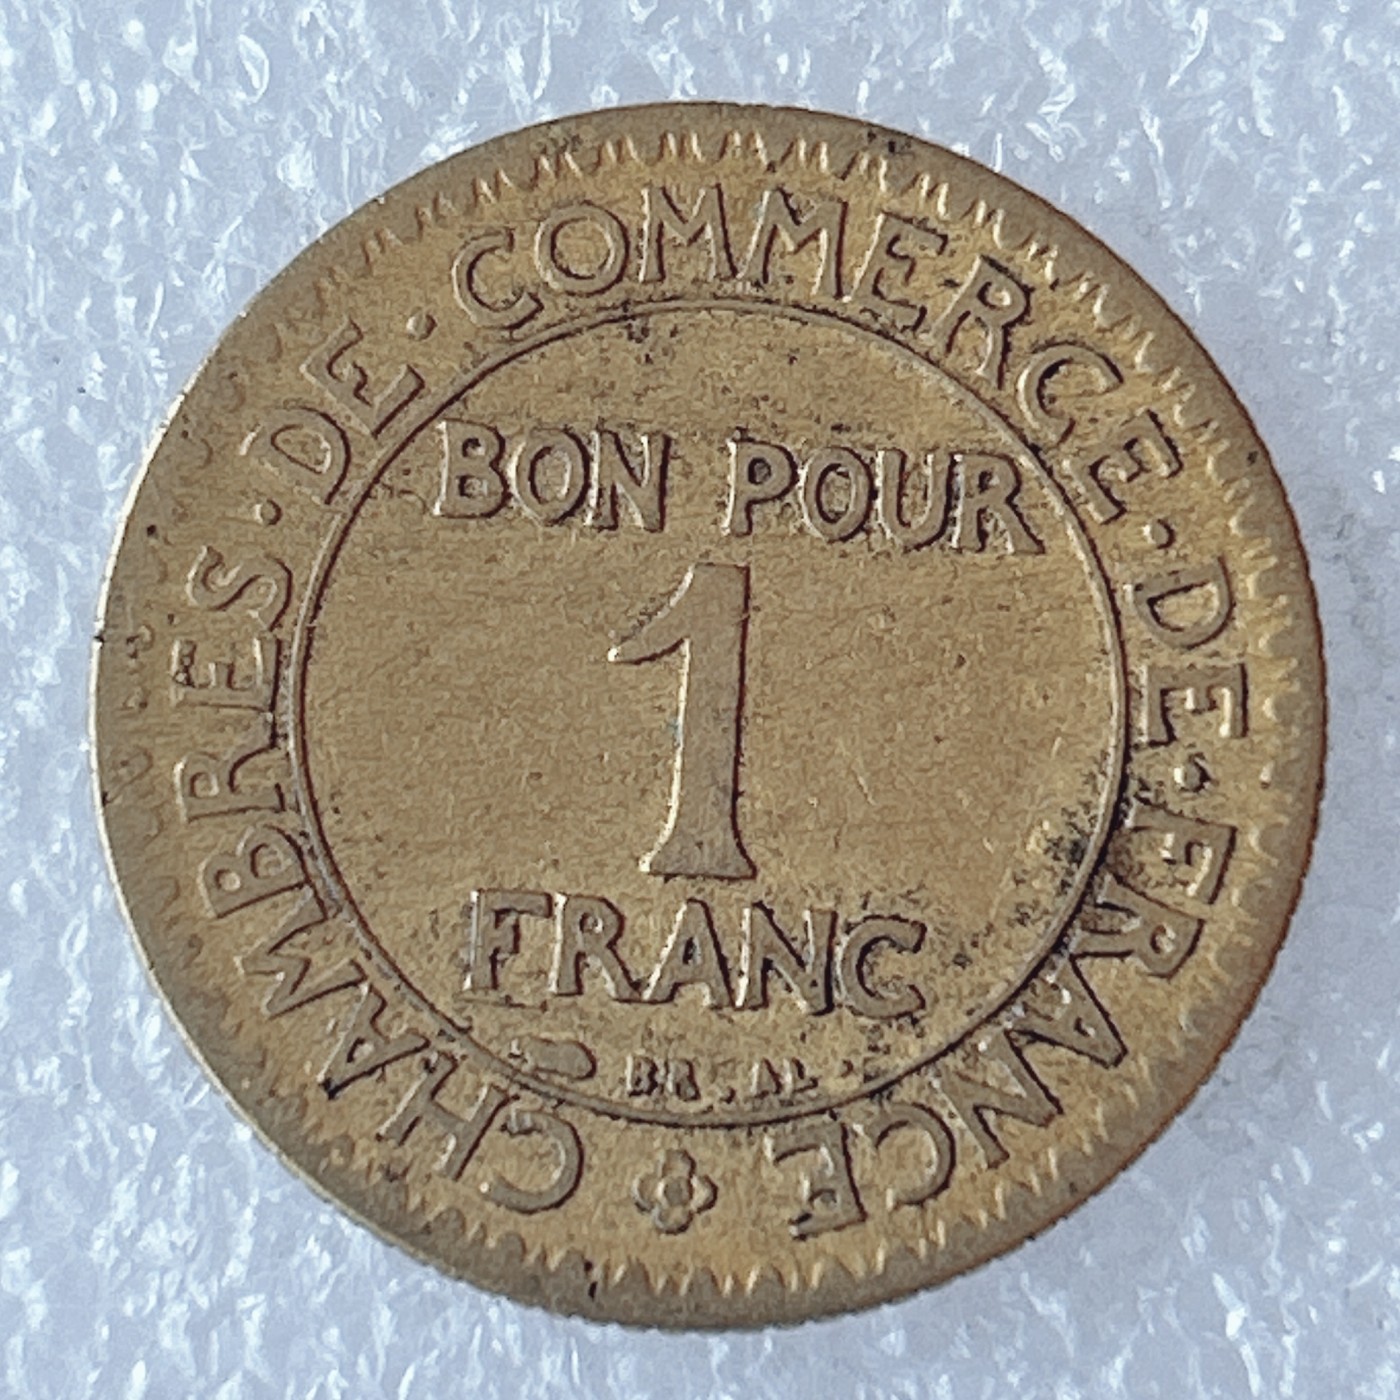 CHAMBRES · DE · COMMERCE · DE · FRANCE
BON POUR
1
FRANC